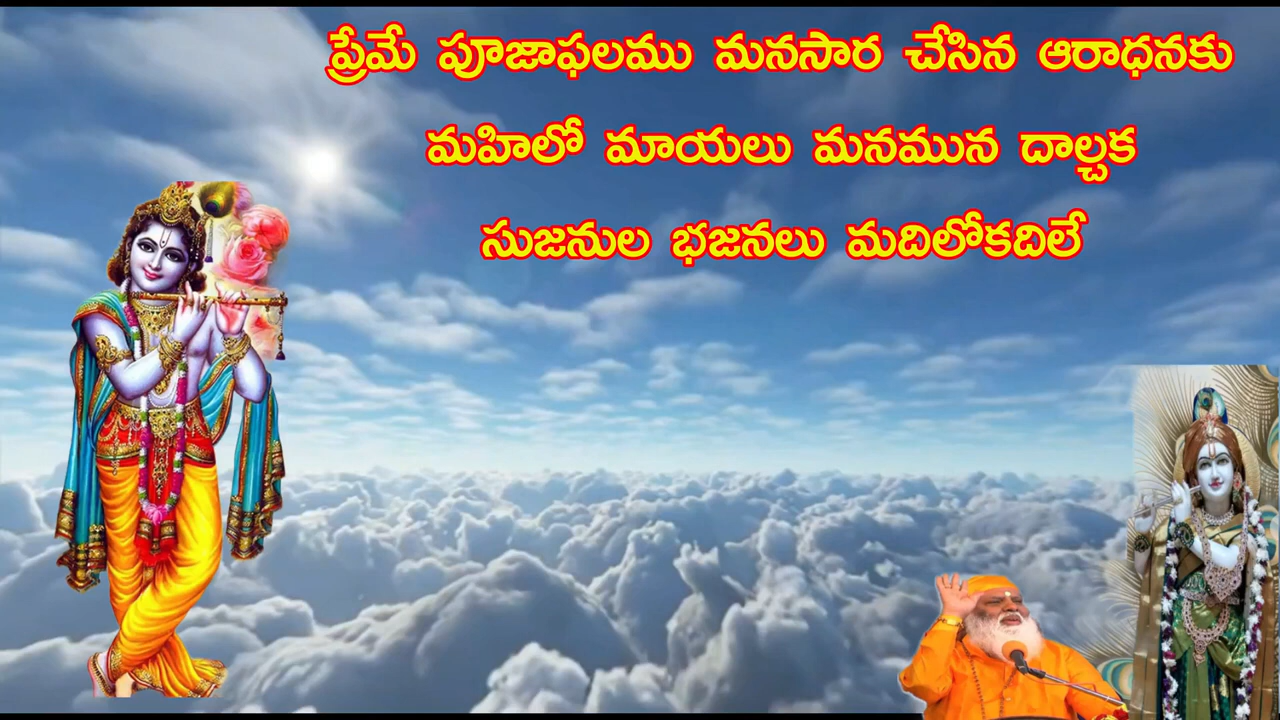 ప్రేమే పూజాఫలము మనసార చేసిన ఆరాధనకు
మహిలో మాయలు మనమున దాల్చక
సుజనుల భజనలు మదిలోకదిలే